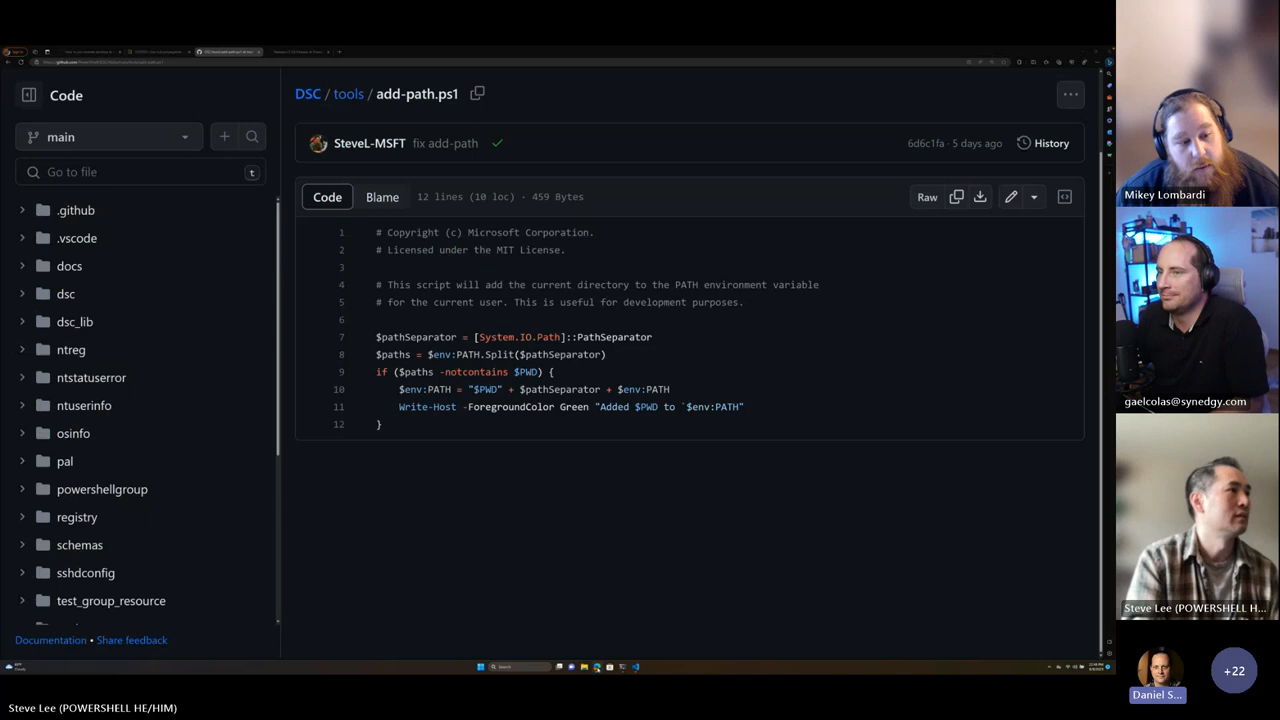 Code
main
Go to file
t
.github
.vscode
docs
dsc
dsc_lib
ntreg
ntstatuserror
ntuserinfo
osinfo
pal
powershellgroup
registry
schemas
sshdconfig
test_group_resource
Documentation • Share feedback
DSC / tools / add-path.ps1
SteveL-MSFT fix add-path
6d6c1fa · 5 days ago
History
Code
Blame
12 lines (10 loc) · 459 Bytes
Raw
1 # Copyright (c) Microsoft Corporation.
2 # Licensed under the MIT License.
3
4 # This script will add the current directory to the PATH environment variable
5 # for the current user. This is useful for development purposes.
6
7 $pathSeparator = [System.IO.Path]::PathSeparator
8 $paths = $env:PATH.Split($pathSeparator)
9 if ($paths -notcontains $PWD) {
10 $env:PATH = "$PWD" + $pathSeparator + $env:PATH
11 Write-Host -ForegroundColor Green "Added $PWD to `$env:PATH"
12 }
Search
Mikey Lombardi
gaelcolas@synedgy.com
Steve Lee (POWERSHELL H...
Daniel S...
+22
Steve Lee (POWERSHELL HE/HIM)